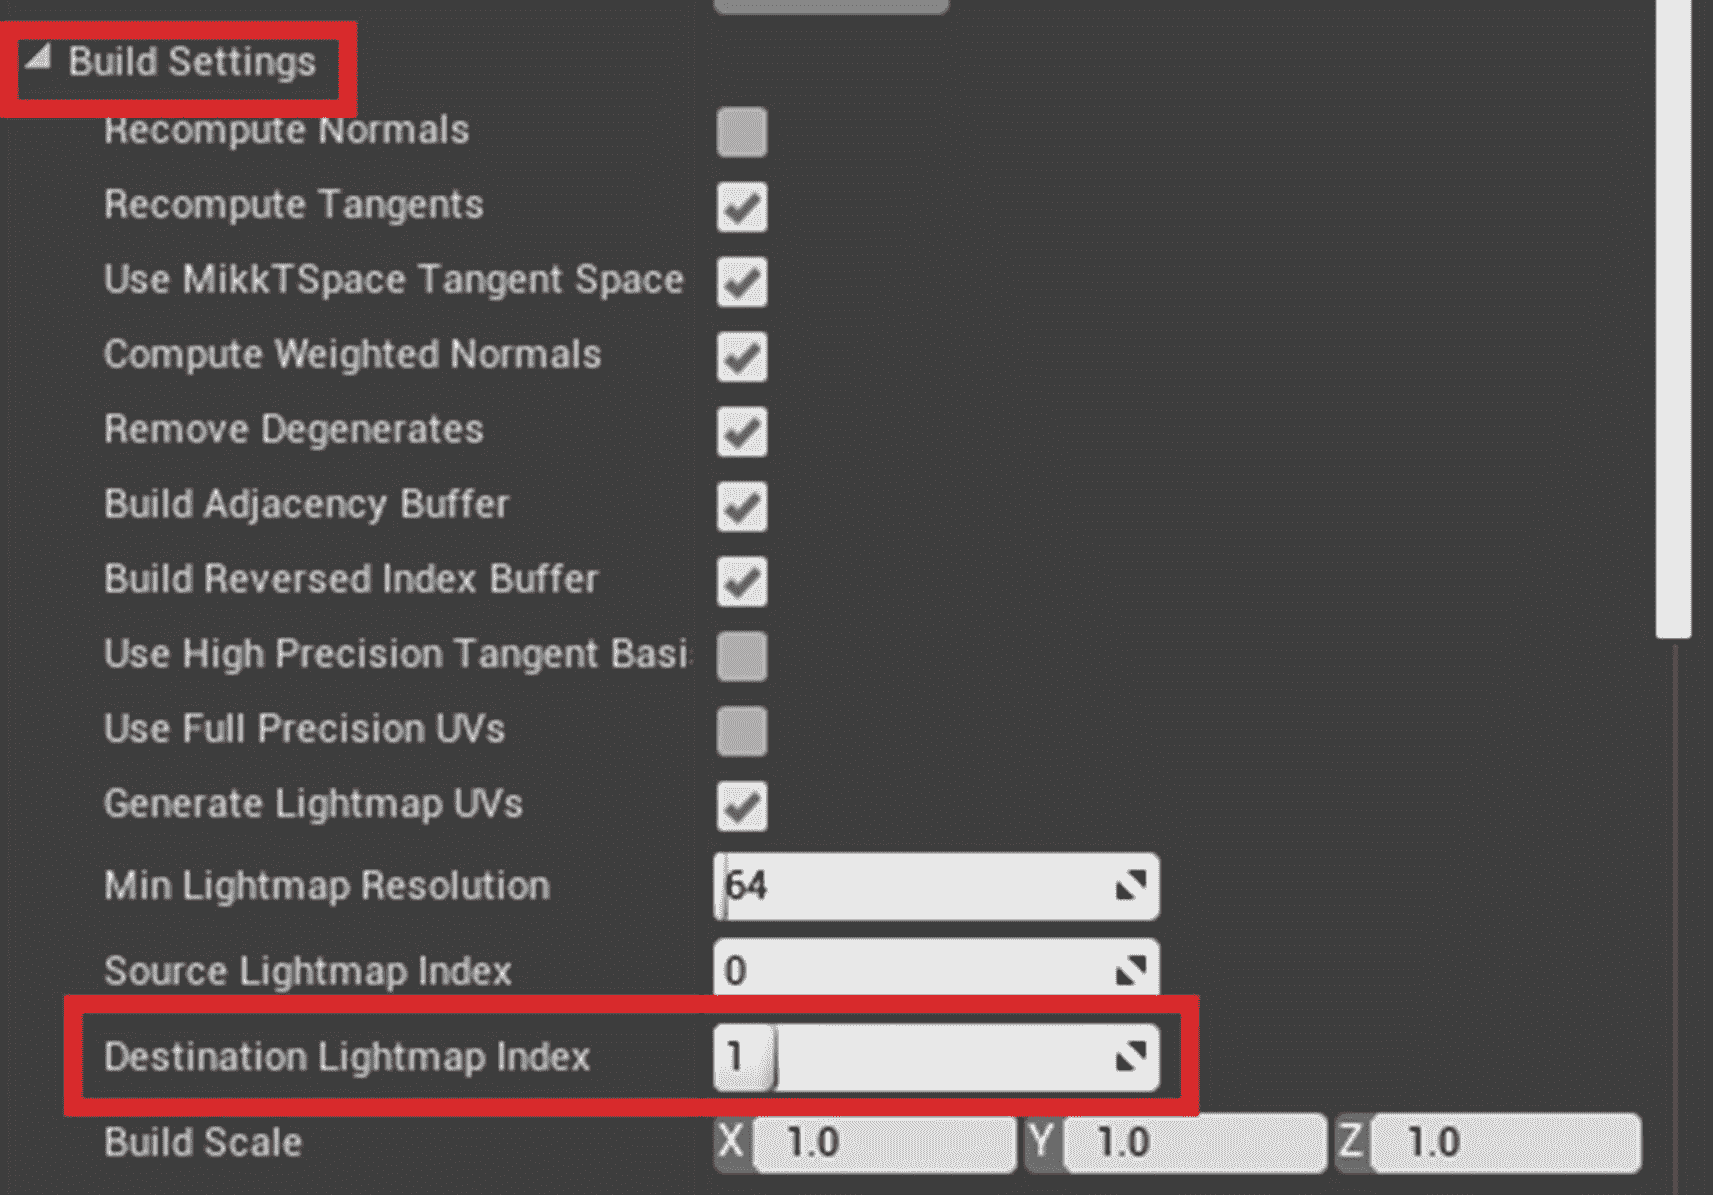 Build Settings
Recompute Normals
Recompute Tangents
Use MikkTSpace Tangent Space
Compute Weighted Normals
Remove Degenerates
Build Adjacency Buffer
Build Reversed Index Buffer
Use High Precision Tangent Basi
Use Full Precision UVs
Generate Lightmap UVs
Min Lightmap Resolution 64
Source Lightmap Index 0
Destination Lightmap Index 1
Build Scale X 1.0 Y 1.0 Z 1.0